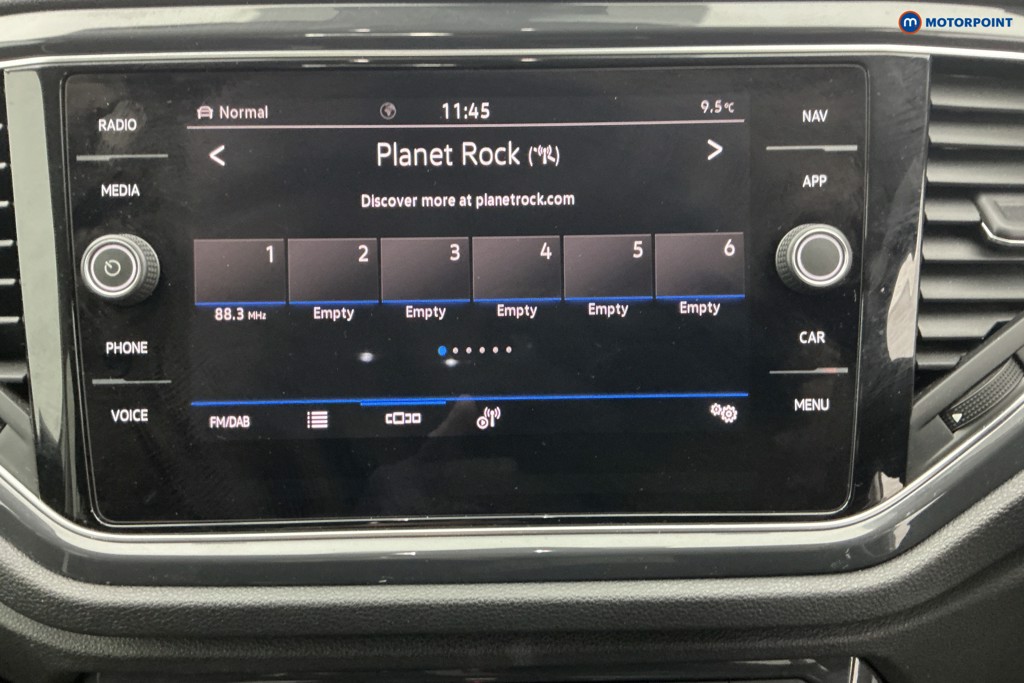 MOTORPOINT
RADIO
MEDIA
PHONE
VOICE
Normal 11:45 9.5°C
< Planet Rock >
Discover more at planetrock.com
1 2 3 4 5 6
88.3 MHz Empty Empty Empty Empty Empty
FM/DAB
NAV
APP
CAR
MENU